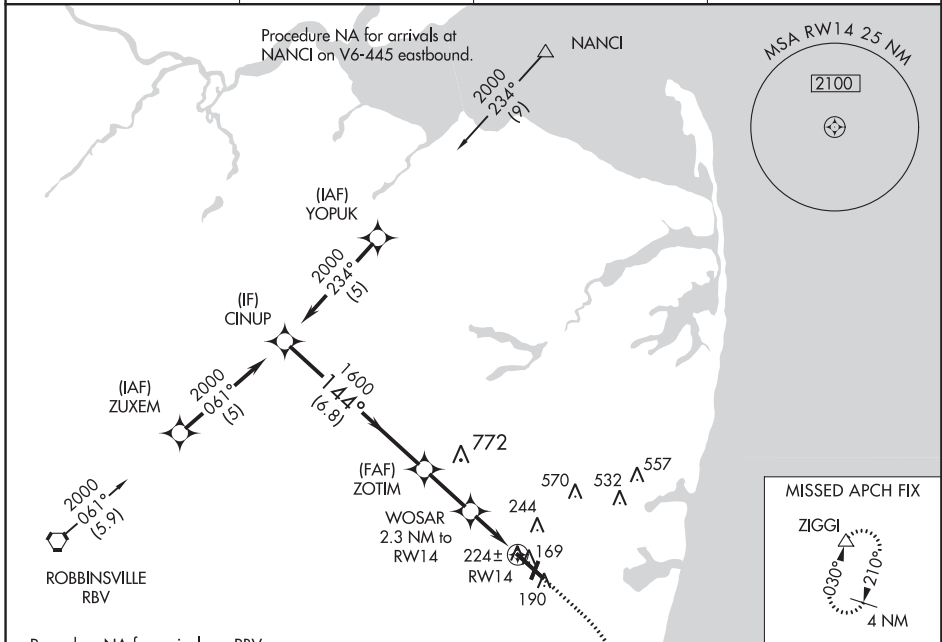 Procedure NA for arrivals at
NANCI on V6-445 eastbound.
NANCI
MSA RW14 25 NM
2100
2000
234°
(9)
(IAF)
YOPUK
2000
234°
(5)
(IF)
CINUP
(IAF)
ZUXEM
2000
061°
(5)
1600
144°
(6.8)
772
(FAF)
ZOTIM
570
532
557
244
WOSAR
2.3 NM to
RW14
224±
169
RW14
190
2000
061°
(5.9)
ROBBINSVILLE
RBV
MISSED APCH FIX
ZIGGI
030°
210°
4 NM